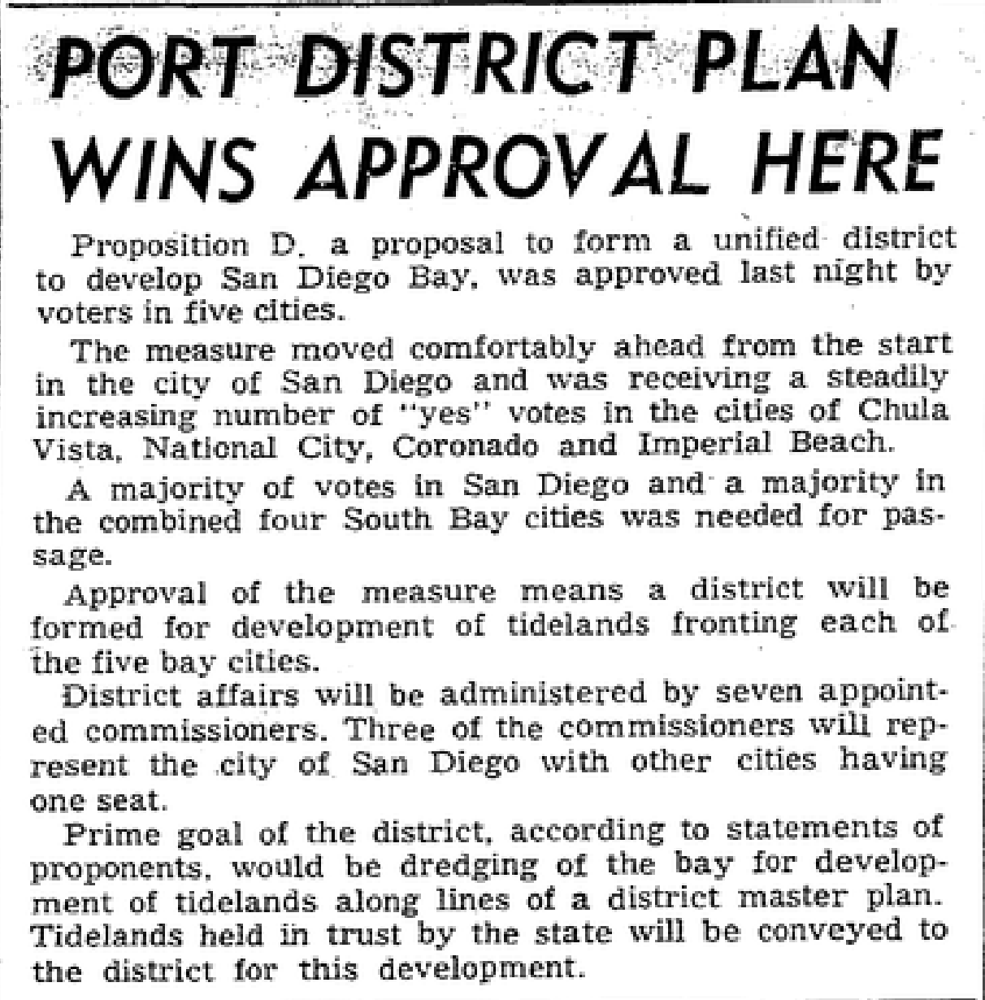 PORT DISTRICT PLAN
WINS APPROVAL HERE
Proposition D, a proposal to form a unified district
to develop San Diego Bay, was approved last night by
voters in five cities.
The measure moved comfortably ahead from the start
in the city of San Diego and was receiving a steadily
increasing number of "yes" votes in the cities of Chula
Vista, National City, Coronado and Imperial Beach.
A majority of votes in San Diego and a majority in
the combined four South Bay cities was needed for pas-
sage.
Approval of the measure means a district will be
formed for development of tidelands fronting each of
the five bay cities.
District affairs will be administered by seven appoint-
ed commissioners. Three of the commissioners will rep-
resent the city of San Diego with other cities having
one seat.
Prime goal of the district, according to statements of
proponents, would be dredging of the bay for develop-
ment of tidelands along lines of a district master plan.
Tidelands held in trust by the state will be conveyed to
the district for this development.